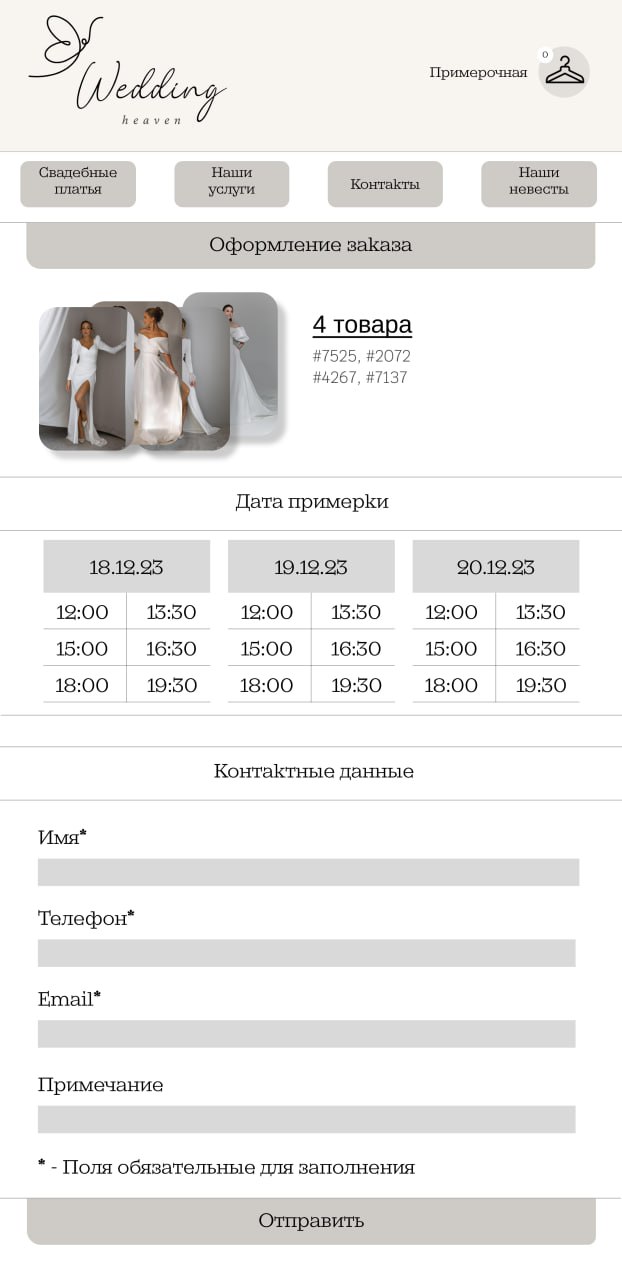 Wedding
heaven
Примерочная
0
Свадебные
платья
Наши
услуги
Контакты
Наши
невесты
Оформление заказа
4 товара
#7525, #2072
#4267, #7137
Дата примерки
18.12.23 19.12.23 20.12.23
12:00 13:30 12:00 13:30 12:00 13:30
15:00 16:30 15:00 16:30 15:00 16:30
18:00 19:30 18:00 19:30 18:00 19:30
Контактные данные
Имя*
Телефон*
Email*
Примечание
* - Поля обязательные для заполнения
Отправить